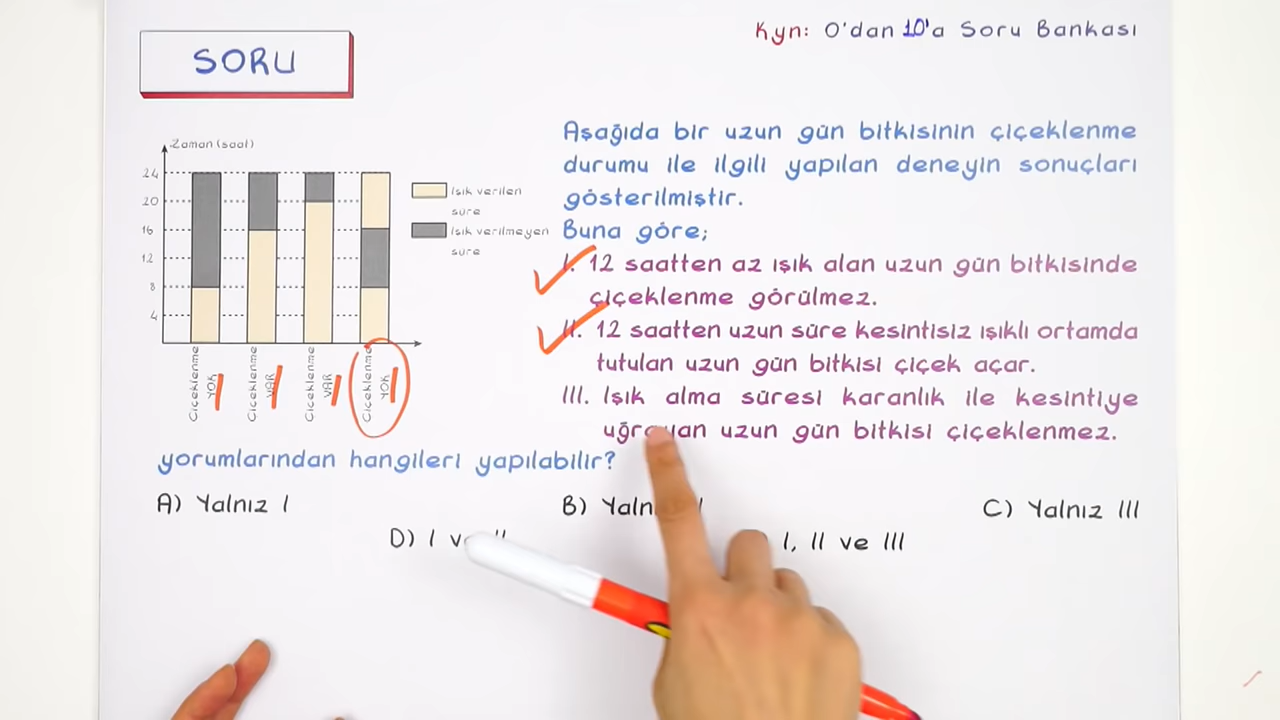 Kyn: 0'dan 10'a Soru Bankası
SORU
Zaman (saat)
24
20
16
12
8
4
Işık verilen
süre
Işık verilmeyen
süre
Çiçeklenme
YOK
Çiçeklenme
VAR
Çiçeklenme
VAR
Çiçeklenme
YOK
Aşağıda bir uzun gün bitkisinin çiçeklenme
durumu ile ilgili yapılan deneyin sonuçları
gösterilmiştir.
Buna göre;
I. 12 saatten az ışık alan uzun gün bitkisinde
çiçeklenme görülmez.
II. 12 saatten uzun süre kesintisiz ışıklı ortamda
tutulan uzun gün bitkisi çiçek açar.
III. Işık alma süresi karanlık ile kesintiye
uzun gün bitkisi çiçeklenmez.
yorumlarından hangileri yapılabilir?
A) Yalnız I
B)
C) Yalnız III
D) I
I, II ve III